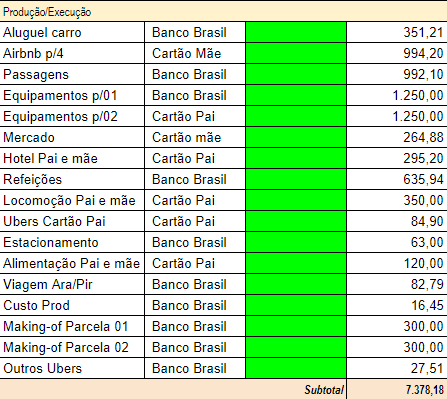 Produção/Execução
Aluguel carro Banco Brasil 351,21
Airbnb p/4 Cartão Mãe 994,20
Passagens Banco Brasil 992,10
Equipamentos p/01 Banco Brasil 1.250,00
Equipamentos p/02 Cartão Pai 1.250,00
Mercado Cartão mãe 264,88
Hotel Pai e mãe Cartão Pai 295,20
Refeições Banco Brasil 635,94
Locomoção Pai e mãe Cartão Pai 350,00
Ubers Cartão Pai Cartão Pai 84,90
Estacionamento Banco Brasil 63,00
Alimentação Pai e mãe Cartão Pai 120,00
Viagem Ara/Pir Banco Brasil 82,79
Custo Prod Banco Brasil 16,45
Making-of Parcela 01 Banco Brasil 300,00
Making-of Parcela 02 Banco Brasil 300,00
Outros Ubers Banco Brasil 27,51
Subtotal 7.378,18